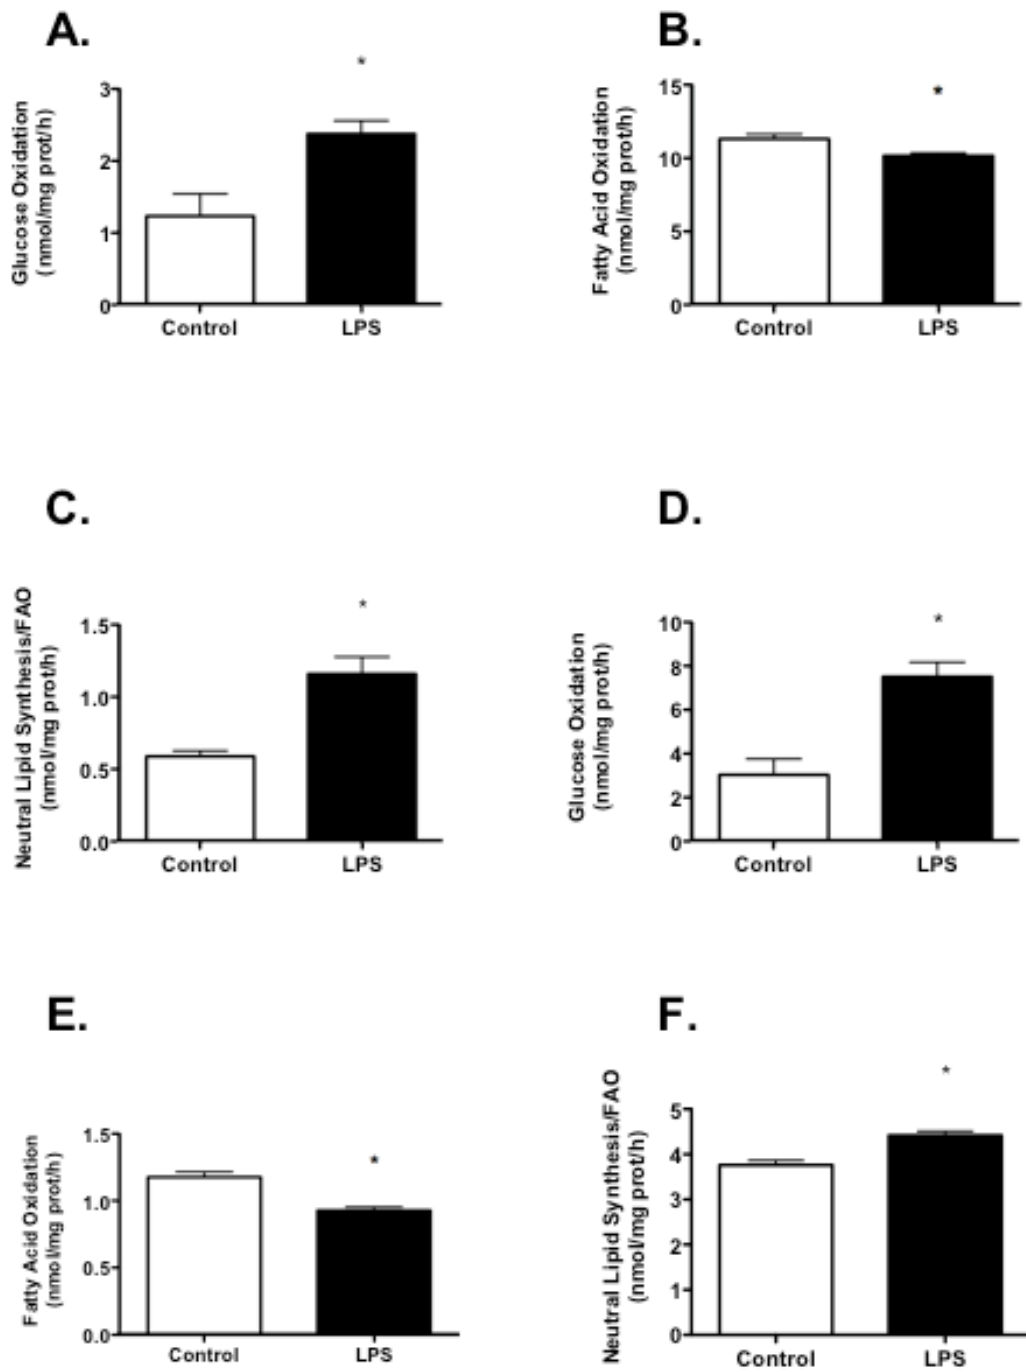 A.
*
Glucose Oxidation
(nmol/mg prot/h)
3
2
1
0
Control LPS
B.
*
Fatty Acid Oxidation
(nmol/mg prot/h)
15
10
5
0
Control LPS
C.
*
Neutral Lipid Synthesis/FAO
(nmol/mg prot/h)
1.5
1.0
0.5
0.0
Control LPS
D.
*
Glucose Oxidation
(nmol/mg prot/h)
10
8
6
4
2
0
Control LPS
E.
*
Fatty Acid Oxidation
(nmol/mg prot/h)
1.5
1.0
0.5
0.0
Control LPS
F.
*
Neutral Lipid Synthesis/FAO
(nmol/mg prot/h)
5
4
3
2
1
0
Control LPS